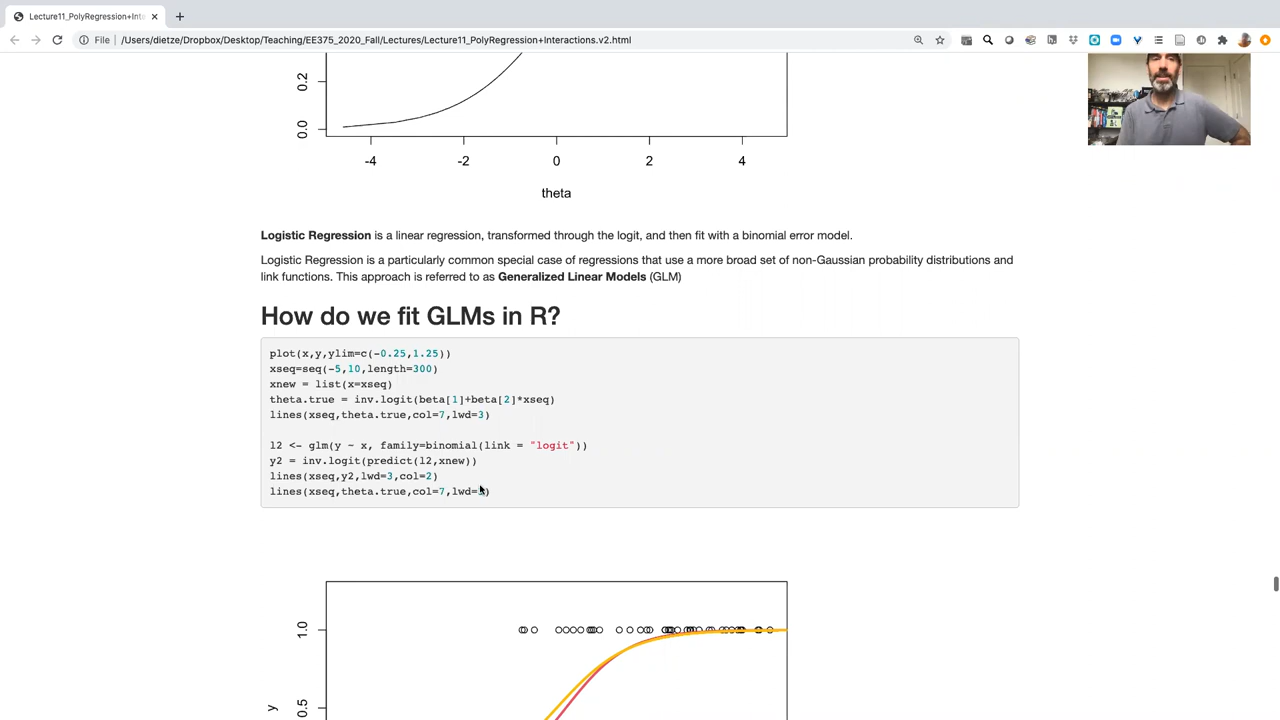 Lecture11_PolyRegression+Inte
File
/Users/dietze/Dropbox/Desktop/Teaching/EE375_2020_Fall/Lectures/Lecture11_PolyRegression+Interactions.v2.html
0.2
0.0
-4 -2 0 2 4
theta
Logistic Regression is a linear regression, transformed through the logit, and then fit with a binomial error model.
Logistic Regression is a particularly common special case of regressions that use a more broad set of non-Gaussian probability distributions and
link functions. This approach is referred to as Generalized Linear Models (GLM)
How do we fit GLMs in R?
plot(x,y,ylim=c(-0.25,1.25))
xseq=seq(-5,10,length=300)
xnew = list(x=xseq)
theta.true = inv.logit(beta[1]+beta[2]*xseq)
lines(xseq,theta.true,col=7,lwd=3)
l2 <- glm(y ~ x, family=binomial(link = "logit"))
y2 = inv.logit(predict(l2,xnew))
lines(xseq,y2,lwd=3,col=2)
lines(xseq,theta.true,col=7,lwd= )
1.0
0.5
y